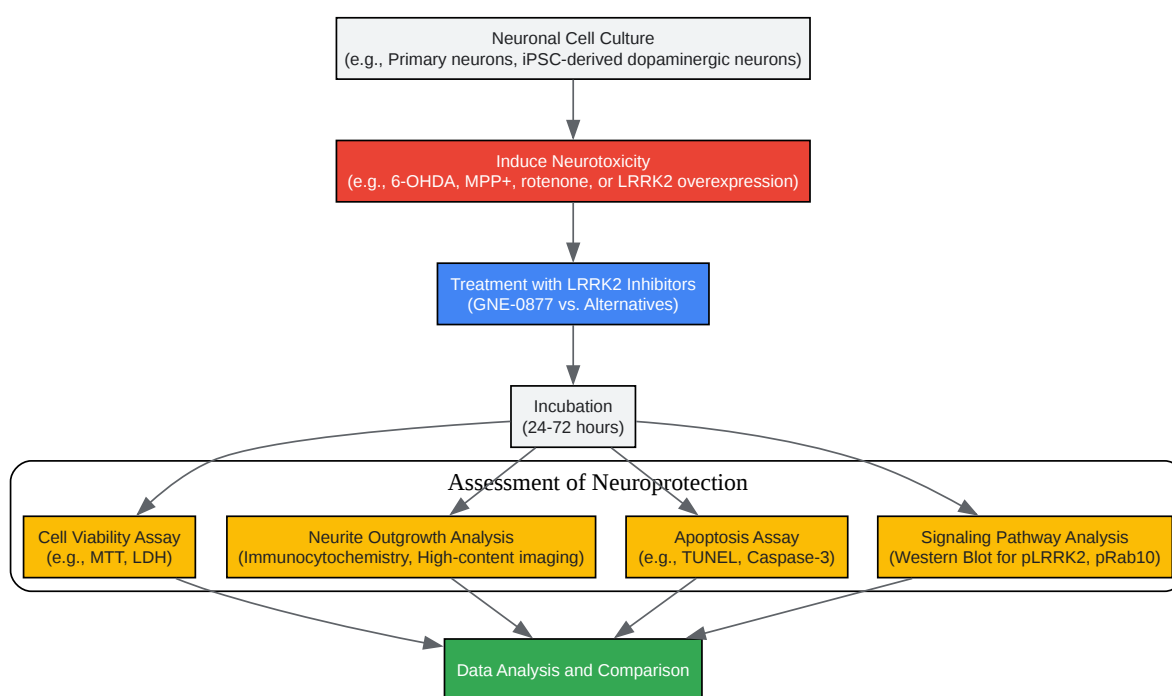 Neuronal Cell Culture
(e.g., Primary neurons, iPSC-derived dopaminergic neurons)
Induce Neurotoxicity
(e.g., 6-OHDA, MPP+, rotenone, or LRRK2 overexpression)
Treatment with LRRK2 Inhibitors
(GNE-0877 vs. Alternatives)
Incubation
(24-72 hours)
Assessment of Neuroprotection
Cell Viability Assay
(e.g., MTT, LDH)
Neurite Outgrowth Analysis
(Immunocytochemistry, High-content imaging)
Apoptosis Assay
(e.g., TUNEL, Caspase-3)
Signaling Pathway Analysis
(Western Blot for pLRRK2, pRab10)
Data Analysis and Comparison